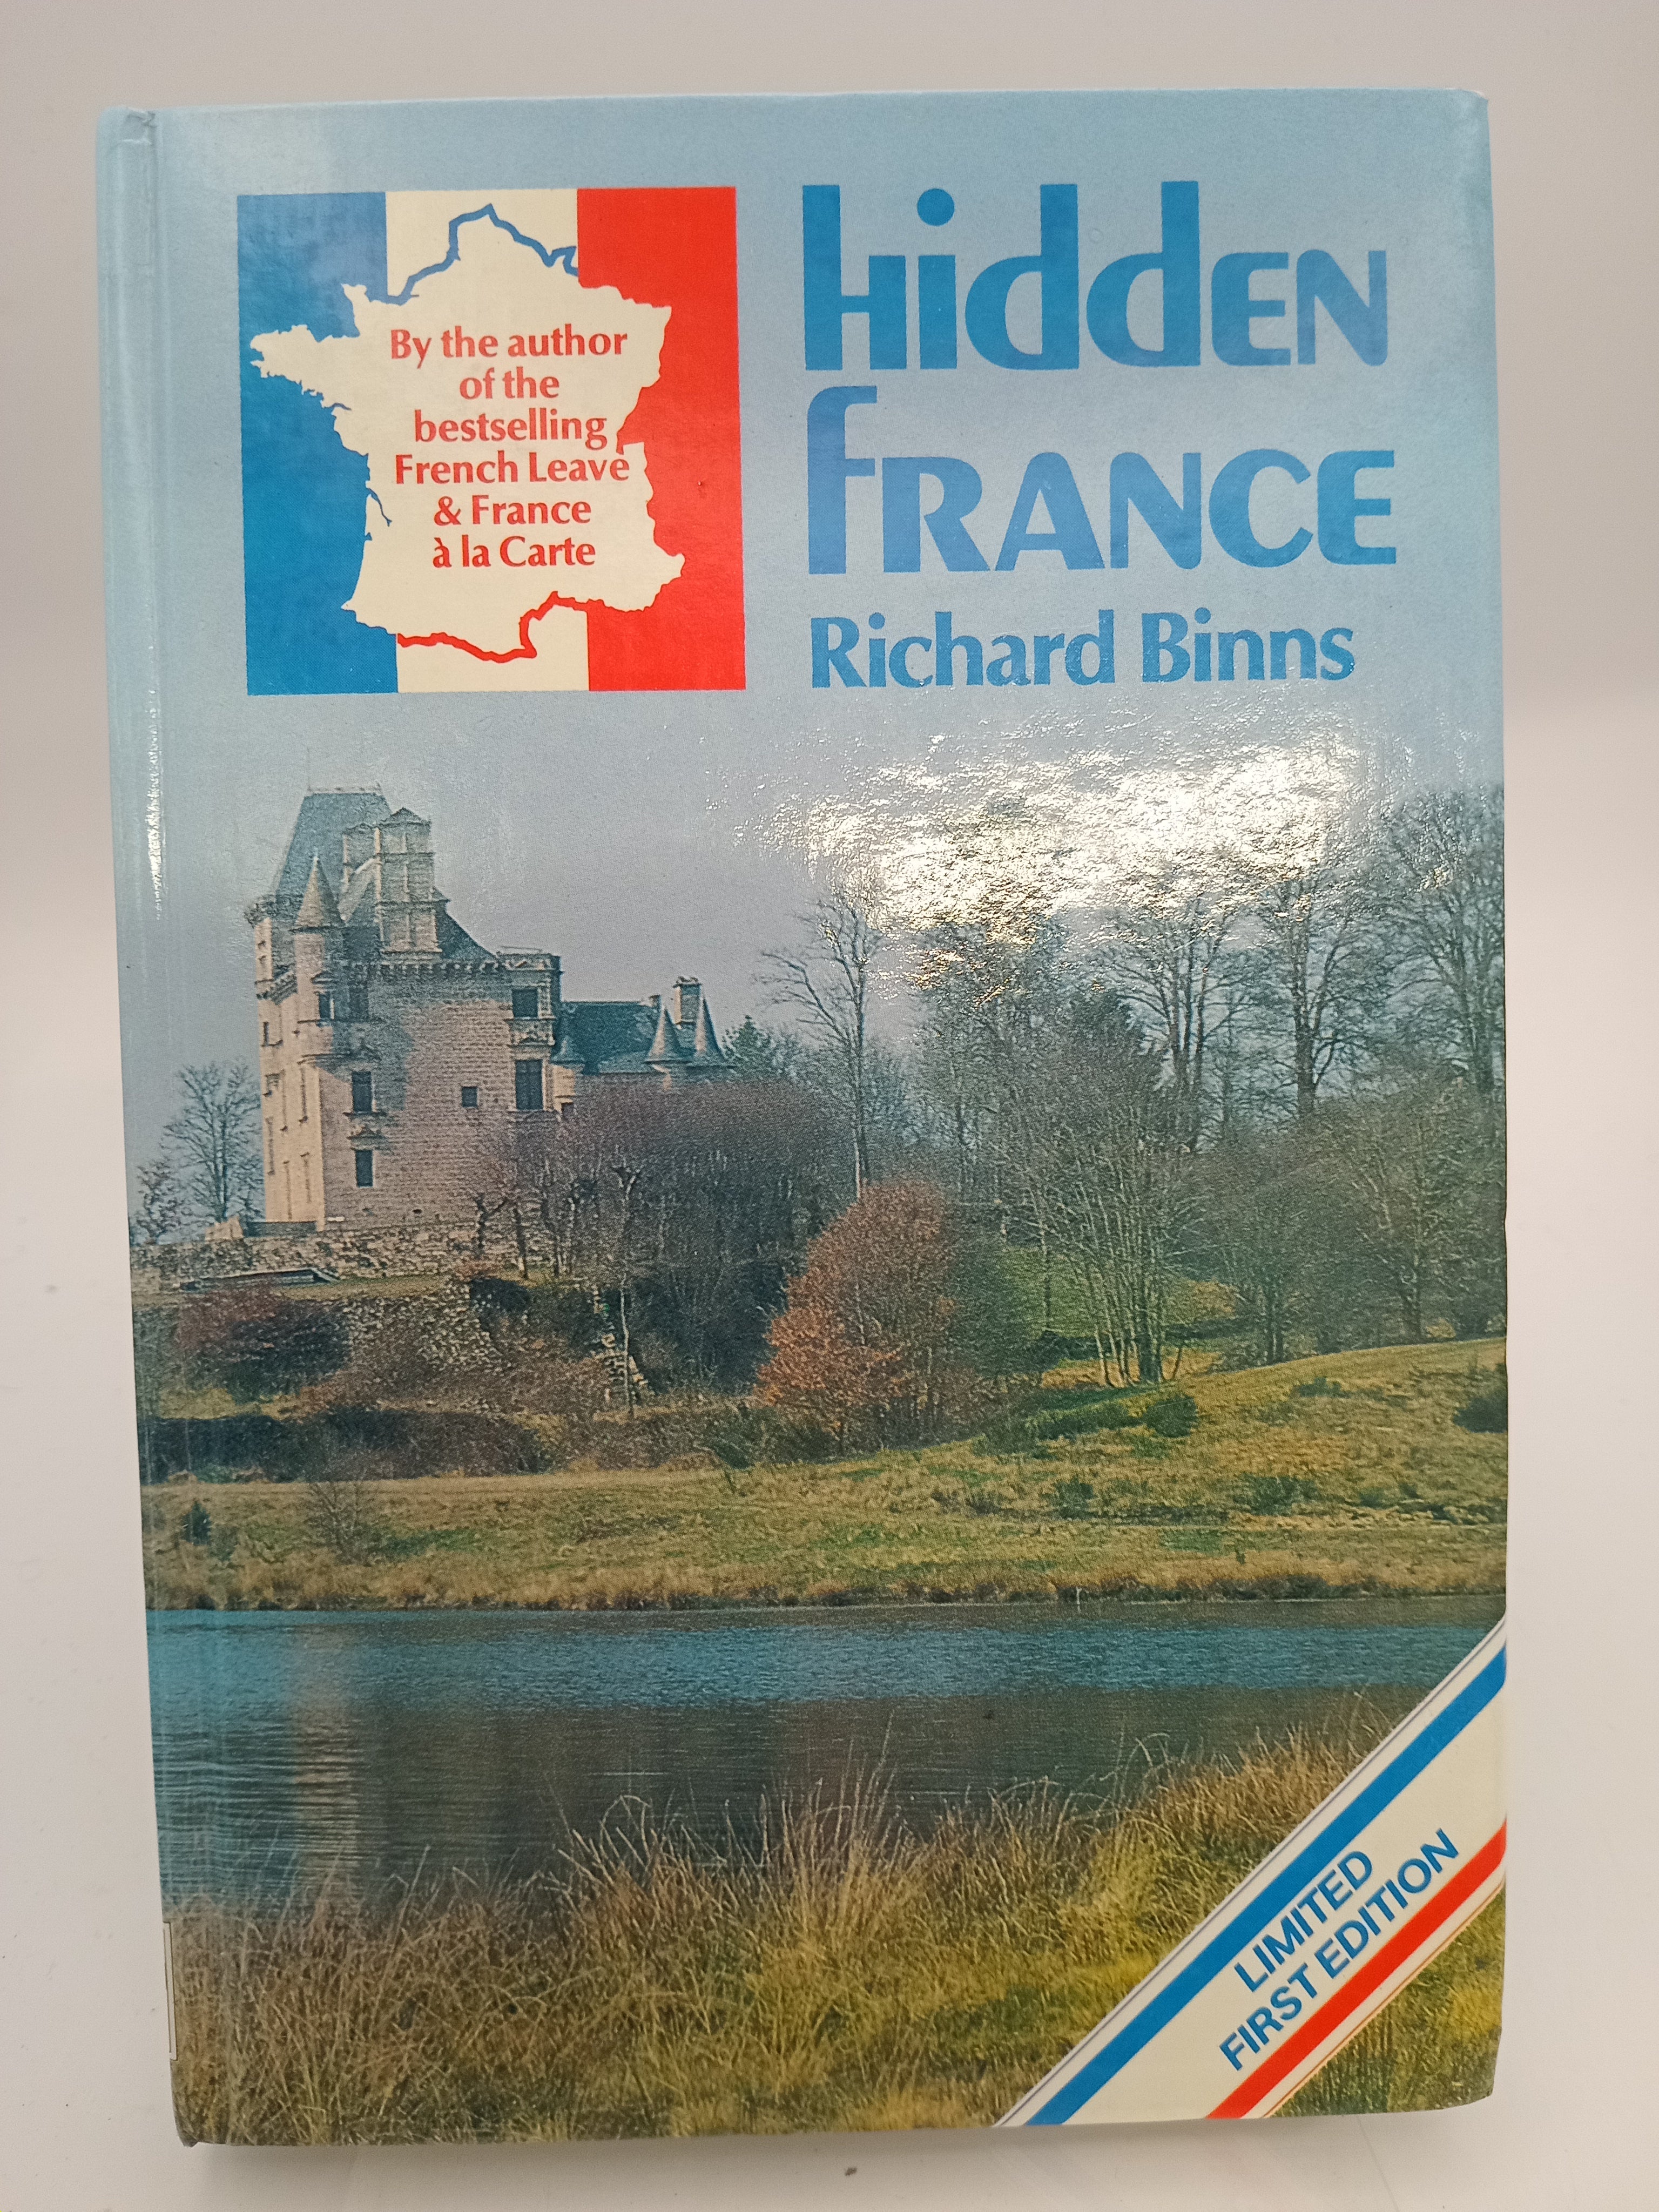 By the author
of the
bestselling
French Leave
& France
à la Carte
hiddEN
fRANCE
Richard Binns
LIMITED
FIRST EDITION